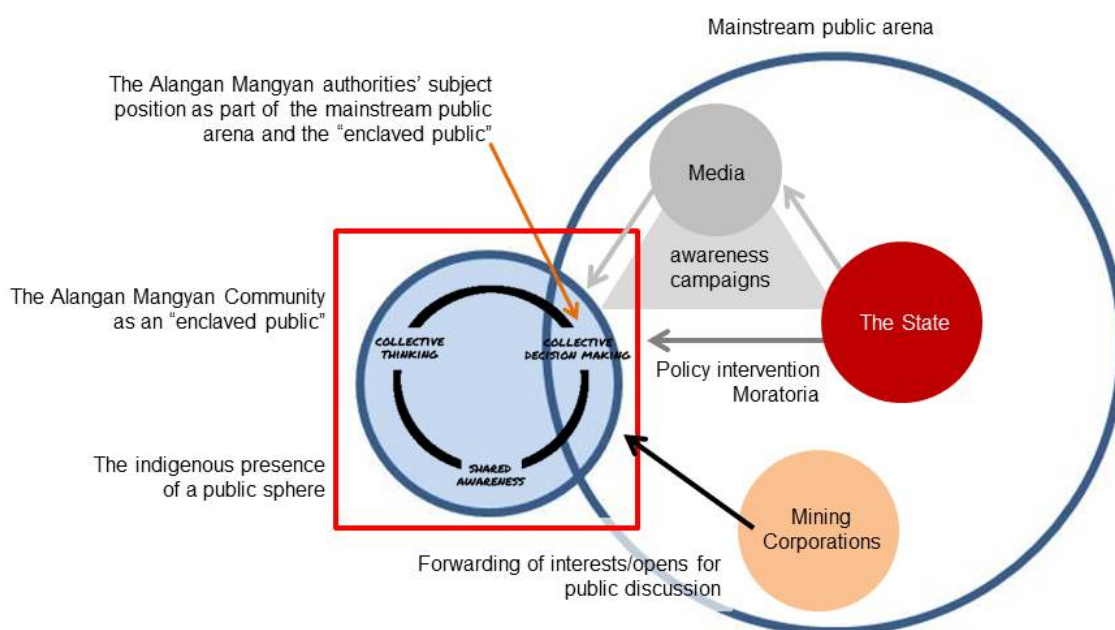 Mainstream public arena
The Alangan Mangyan authorities’ subject
position as part of the mainstream public
arena and the “enclaved public”
Media
awareness
campaigns
The State
The Alangan Mangyan Community
as an “enclaved public”
COLLECTIVE
THINKING
COLLECTIVE
DECISION MAKING
Policy intervention
Moratoria
The indigenous presence
of a public sphere
SHARED
AWARENESS
Mining
Corporations
Forwarding of interests/opens for
public discussion